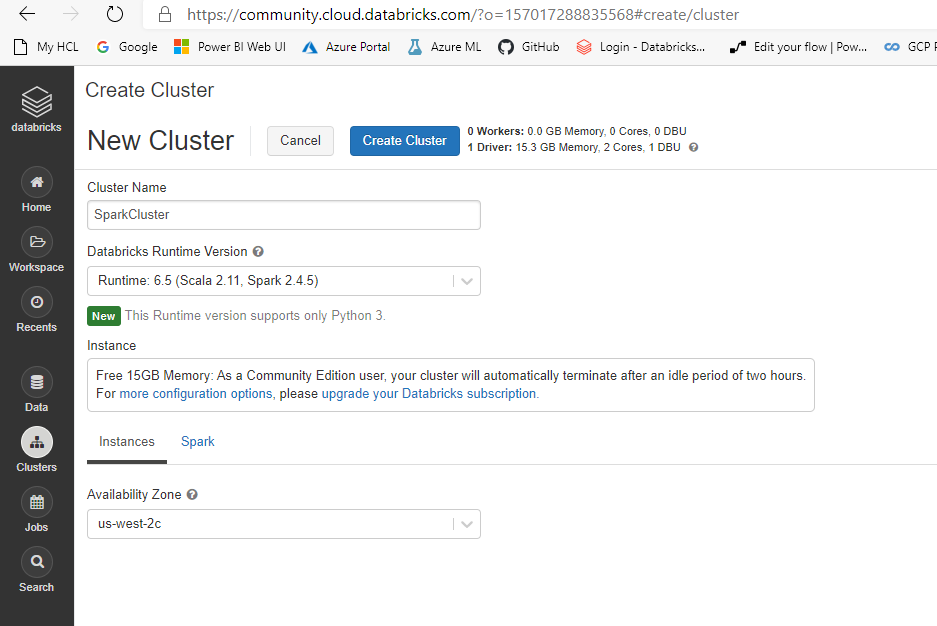 https://community.cloud.databricks.com/?o=157017288835568#create/cluster
My HCL Google Power BI Web UI Azure Portal Azure ML GitHub Login - Databricks... Edit your flow | Pow... GCP
databricks
Home
Workspace
Recents
Data
Clusters
Jobs
Search
Create Cluster
New Cluster Cancel Create Cluster
0 Workers: 0.0 GB Memory, 0 Cores, 0 DBU
1 Driver: 15.3 GB Memory, 2 Cores, 1 DBU ?
Cluster Name
SparkCluster
Databricks Runtime Version ?
Runtime: 6.5 (Scala 2.11, Spark 2.4.5)
New This Runtime version supports only Python 3.
Instance
Free 15GB Memory: As a Community Edition user, your cluster will automatically terminate after an idle period of two hours.
For more configuration options, please upgrade your Databricks subscription.
Instances Spark
Availability Zone ?
us-west-2c